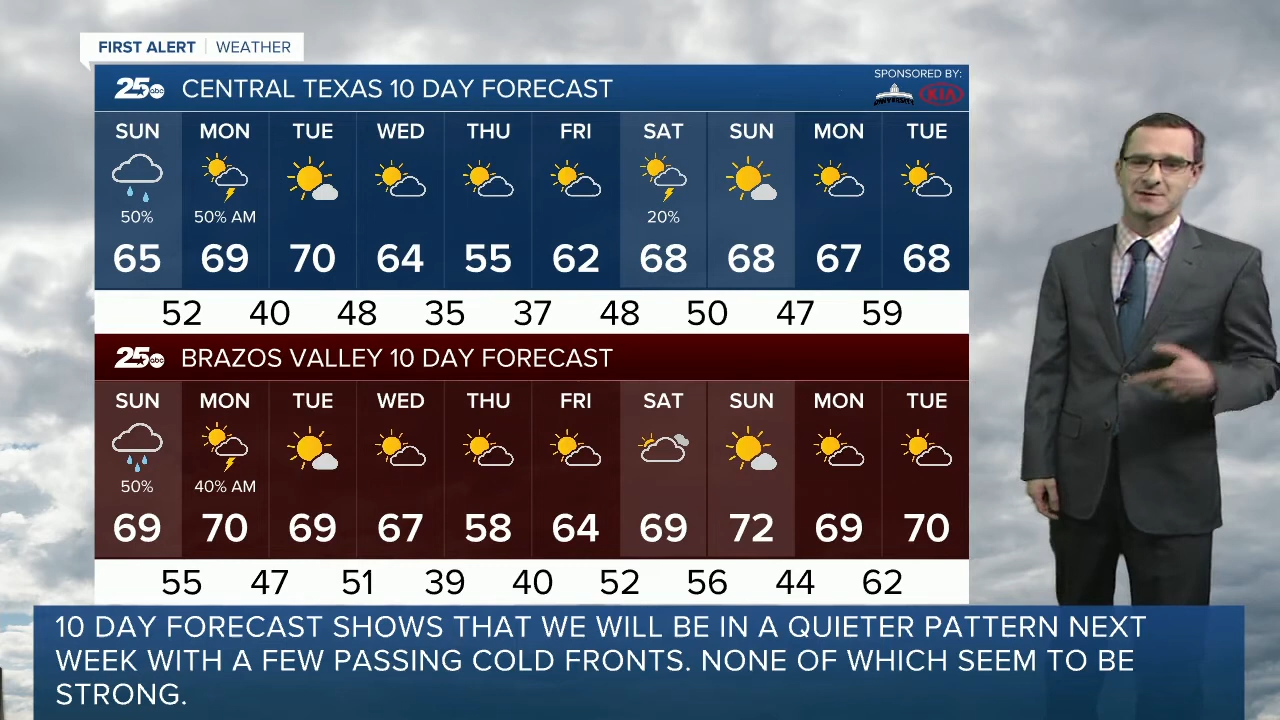 FIRST ALERT | WEATHER
25 abc CENTRAL TEXAS 10 DAY FORECAST
SPONSORED BY:
KIA
SUN MON TUE WED THU FRI SAT SUN MON TUE
50% 50% AM 20%
65 69 70 64 55 62 68 68 67 68
52 40 48 35 37 48 50 47 59
25 abc BRAZOS VALLEY 10 DAY FORECAST
SUN MON TUE WED THU FRI SAT SUN MON TUE
50% 40% AM
69 70 69 67 58 64 69 72 69 70
55 47 51 39 40 52 56 44 62
10 DAY FORECAST SHOWS THAT WE WILL BE IN A QUIETER PATTERN NEXT
WEEK WITH A FEW PASSING COLD FRONTS. NONE OF WHICH SEEM TO BE
STRONG.